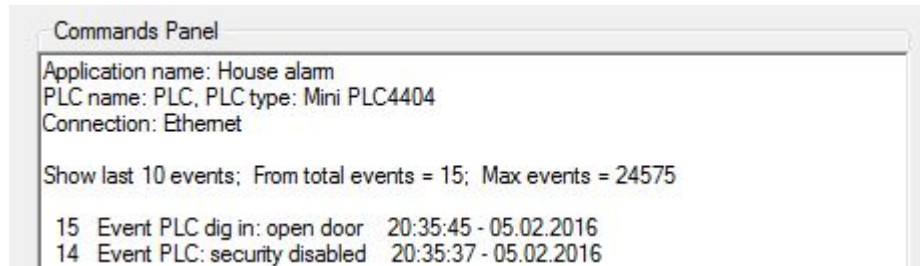 Commands Panel
Application name: House alarm
PLC name: PLC, PLC type: Mini PLC4404
Connection: Ethernet
Show last 10 events; From total events = 15; Max events = 24575
15 Event PLC dig in: open door 20:35:45 - 05.02.2016
14 Event PLC: security disabled 20:35:37 - 05.02.2016